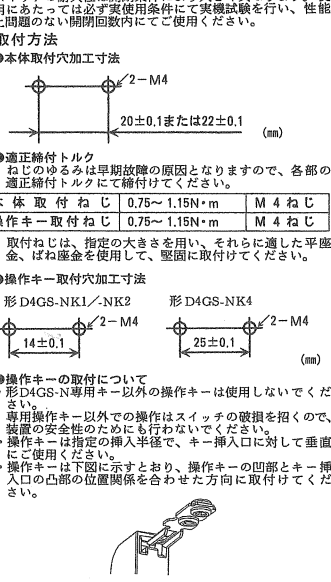 用にあたっては必ず実使用条件にて実機試験を行い、性能
上問題のない開閉回数内にてご使用ください。
取付方法
●本体取付穴加工寸法
2－M4
20±0.1または22±0.1
(mm)
●適正締付トルク
ねじのゆるみは早期故障の原因となりますので、各部の
適正締付トルクにて締付けてください。
本体取付ねじ 0.75～1.15N・m M4ねじ
操作キー取付ねじ 0.75～1.15N・m M4ねじ
取付ねじは、指定の大きさを用い、それらに適した平座
金、ばね座金を使用して、堅固に取付けてください。
●操作キー取付穴加工寸法
形D4GS-NK1／-NK2 形D4GS-NK4
2－M4 2－M4
14±0.1 25±0.1
(mm)
●操作キーの取付について
・形D4GS-N専用キー以外の操作キーは使用しないでくだ
さい。
専用操作キー以外での操作はスイッチの破損を招くので、
装置の安全性のためにも行わないでください。
・操作キーは指定の挿入半径で、キー挿入口に対して垂直
にご使用ください。
・操作キーは下図に示すとおり、操作キーの凹部とキー挿
入口の凸部の位置関係を合わせた方向に取付けてくだ
さい。